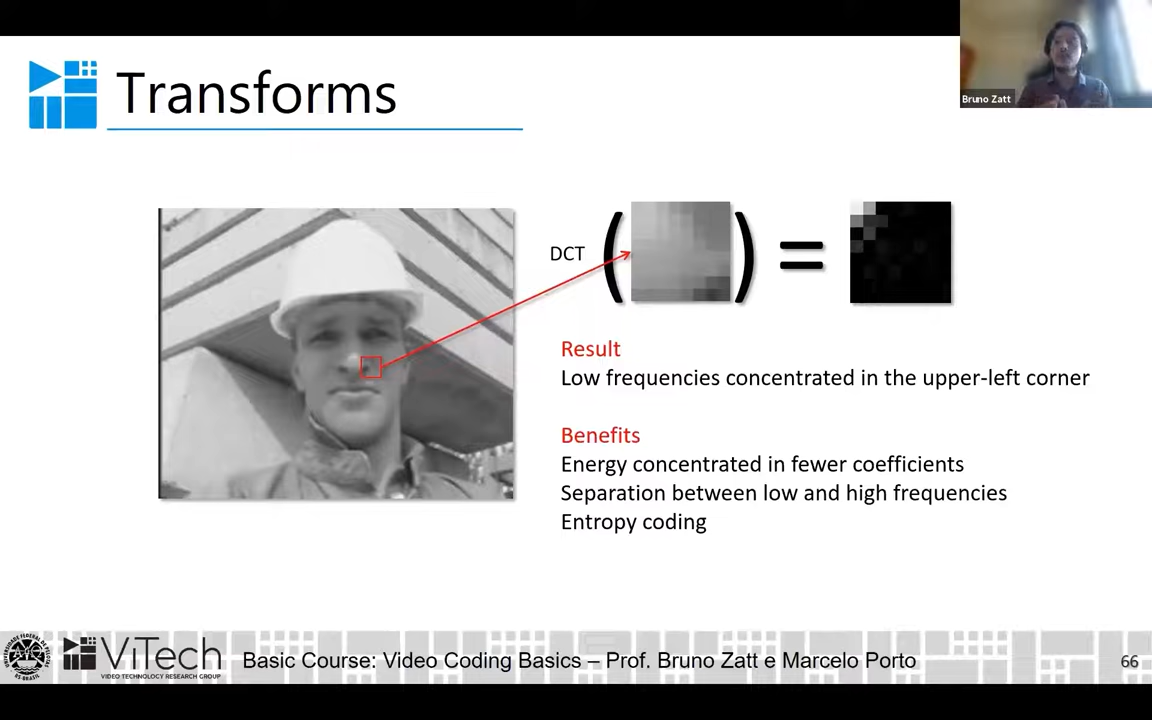 Bruno Zatt
Transforms
DCT
( ) =
Result
Low frequencies concentrated in the upper-left corner
Benefits
Energy concentrated in fewer coefficients
Separation between low and high frequencies
Entropy coding
ViTech
VIDEO TECHNOLOGY RESEARCH GROUP
Basic Course: Video Coding Basics – Prof. Bruno Zatt e Marcelo Porto
66